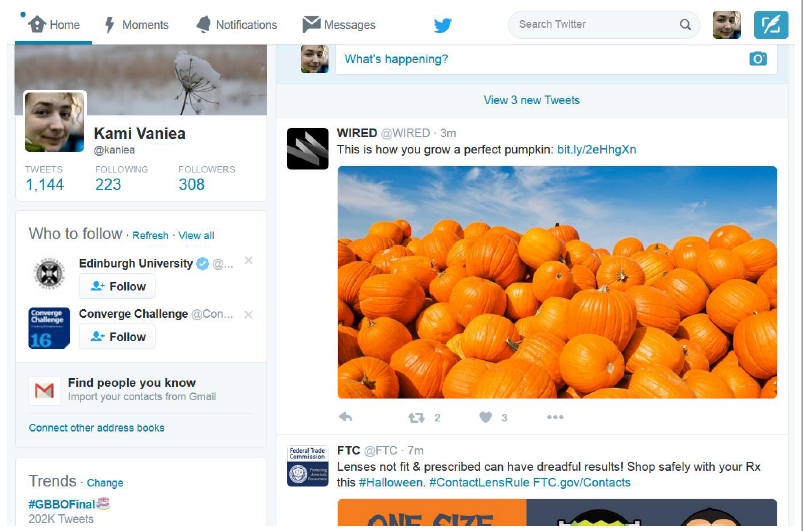 Home Moments Notifications Messages Search Twitter
What's happening?
View 3 new Tweets
Kami Vaniea
@kaniea
TWEETS FOLLOWING FOLLOWERS
1,144 223 308
Who to follow · Refresh · View all
Edinburgh University @...
Follow
Converge Challenge @Con...
Follow
Converge
Challenge
16
Find people you know
Import your contacts from Gmail
Connect other address books
Trends · Change
#GBBOFinal
202K Tweets
WIRED @WIRED · 3m
This is how you grow a perfect pumpkin: bit.ly/2eHhgXn
2 3
FTC @FTC · 7m
Federal Trade
Commission
Lenses not fit & prescribed can have dreadful results! Shop safely with your Rx
this #Halloween. #ContactLensRule FTC.gov/Contacts
ONE SIZE